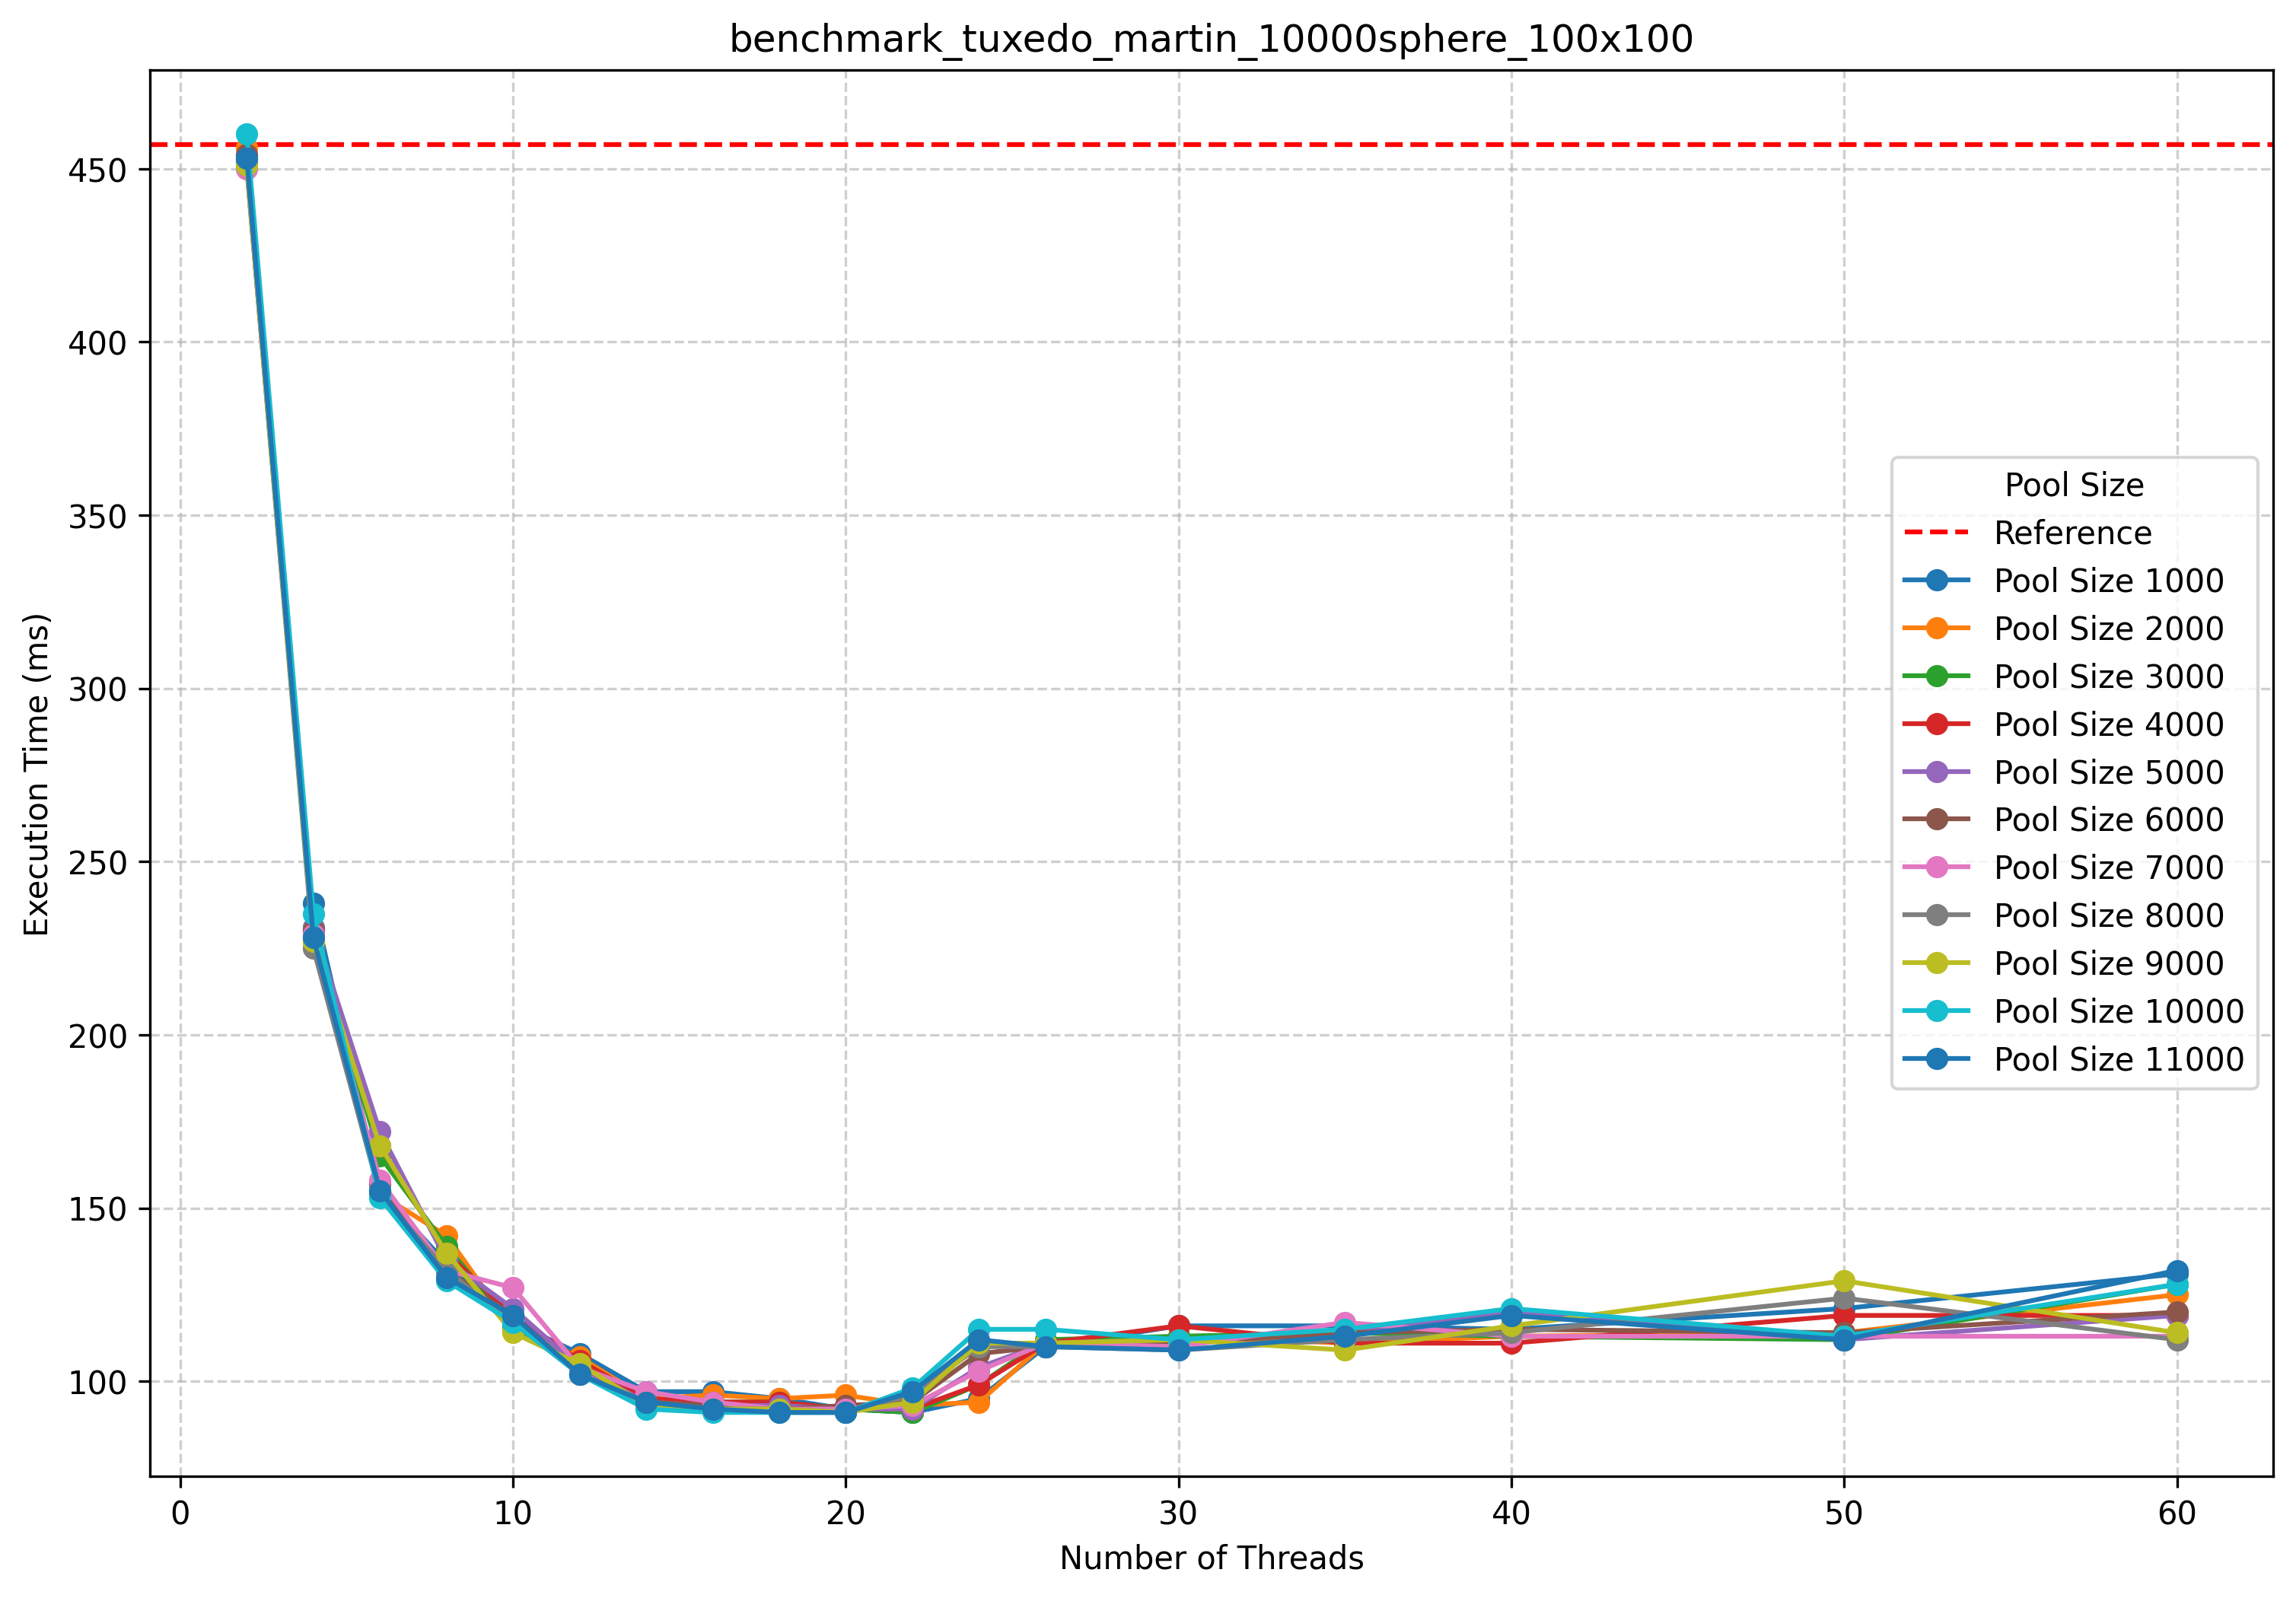 benchmark_tuxedo_martin_10000sphere_100x100
Execution Time (ms)
450
400
350
300
250
200
150
100
Pool Size
Reference
Pool Size 1000
Pool Size 2000
Pool Size 3000
Pool Size 4000
Pool Size 5000
Pool Size 6000
Pool Size 7000
Pool Size 8000
Pool Size 9000
Pool Size 10000
Pool Size 11000
0 10 20 30 40 50 60
Number of Threads